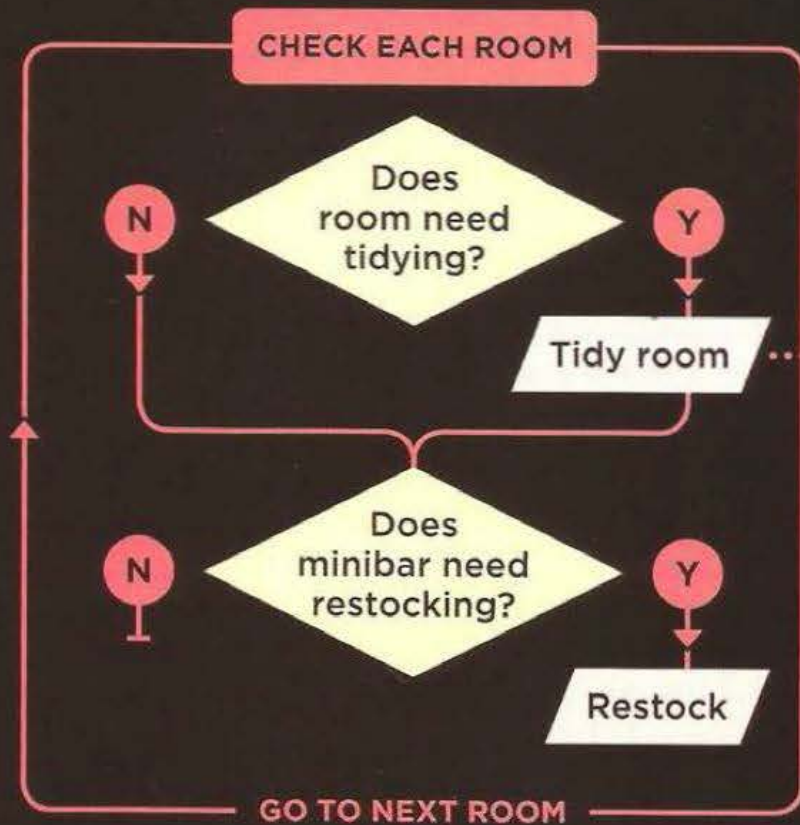 CHECK EACH ROOM
Does
room need
tidying?
N
Y
Tidy room
Does
minibar need
restocking?
N
Y
Restock
GO TO NEXT ROOM